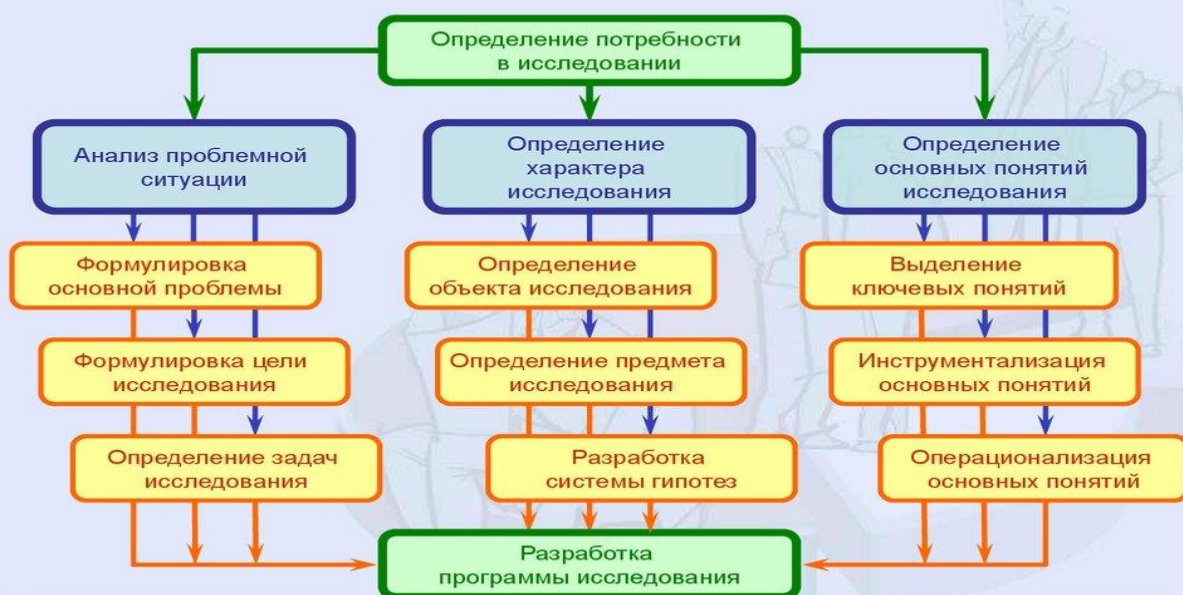 Определение потребности
в исследовании
Анализ проблемной
ситуации
Определение
характера
исследования
Определение
основных понятий
исследования
Формулировка
основной проблемы
Определение
объекта исследования
Выделение
ключевых понятий
Формулировка цели
исследования
Определение предмета
исследования
Инструментализация
основных понятий
Определение задач
исследования
Разработка
системы гипотез
Операционализация
основных понятий
Разработка
программы исследования